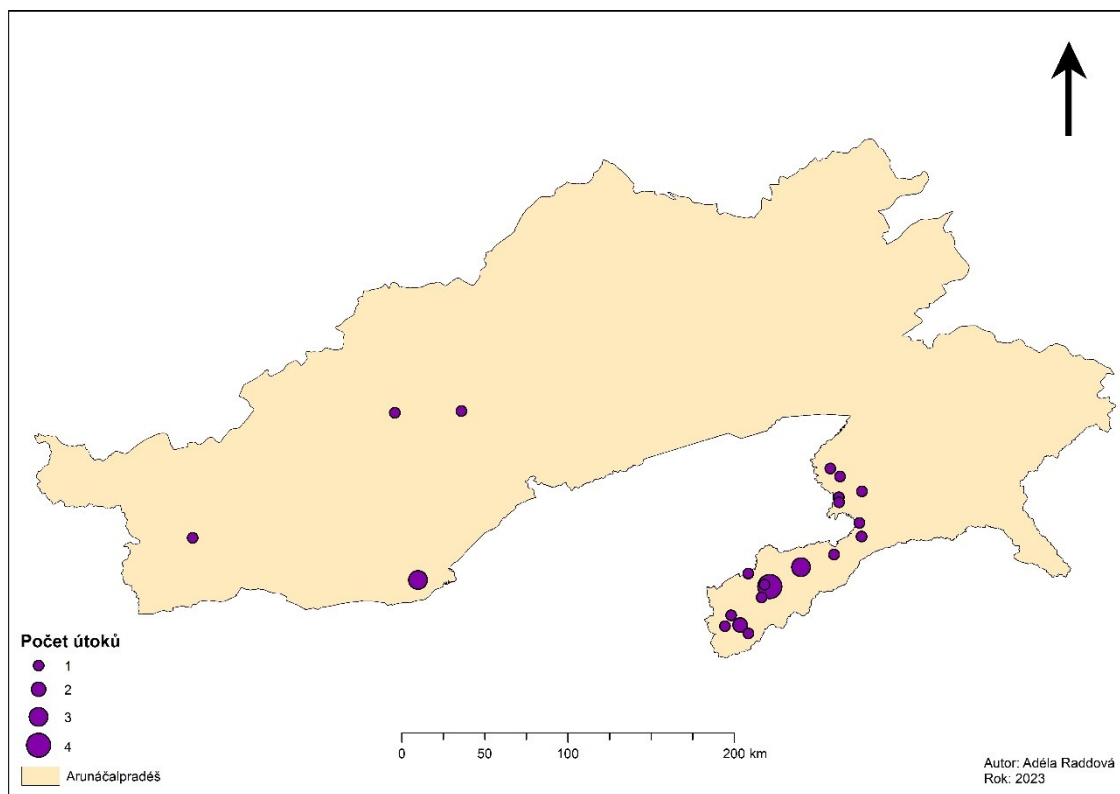 Počet útoků
1
2
3
4
Arunáčalpradéš
0 50 100 200 km
Autor: Adéla Raddová
Rok: 2023